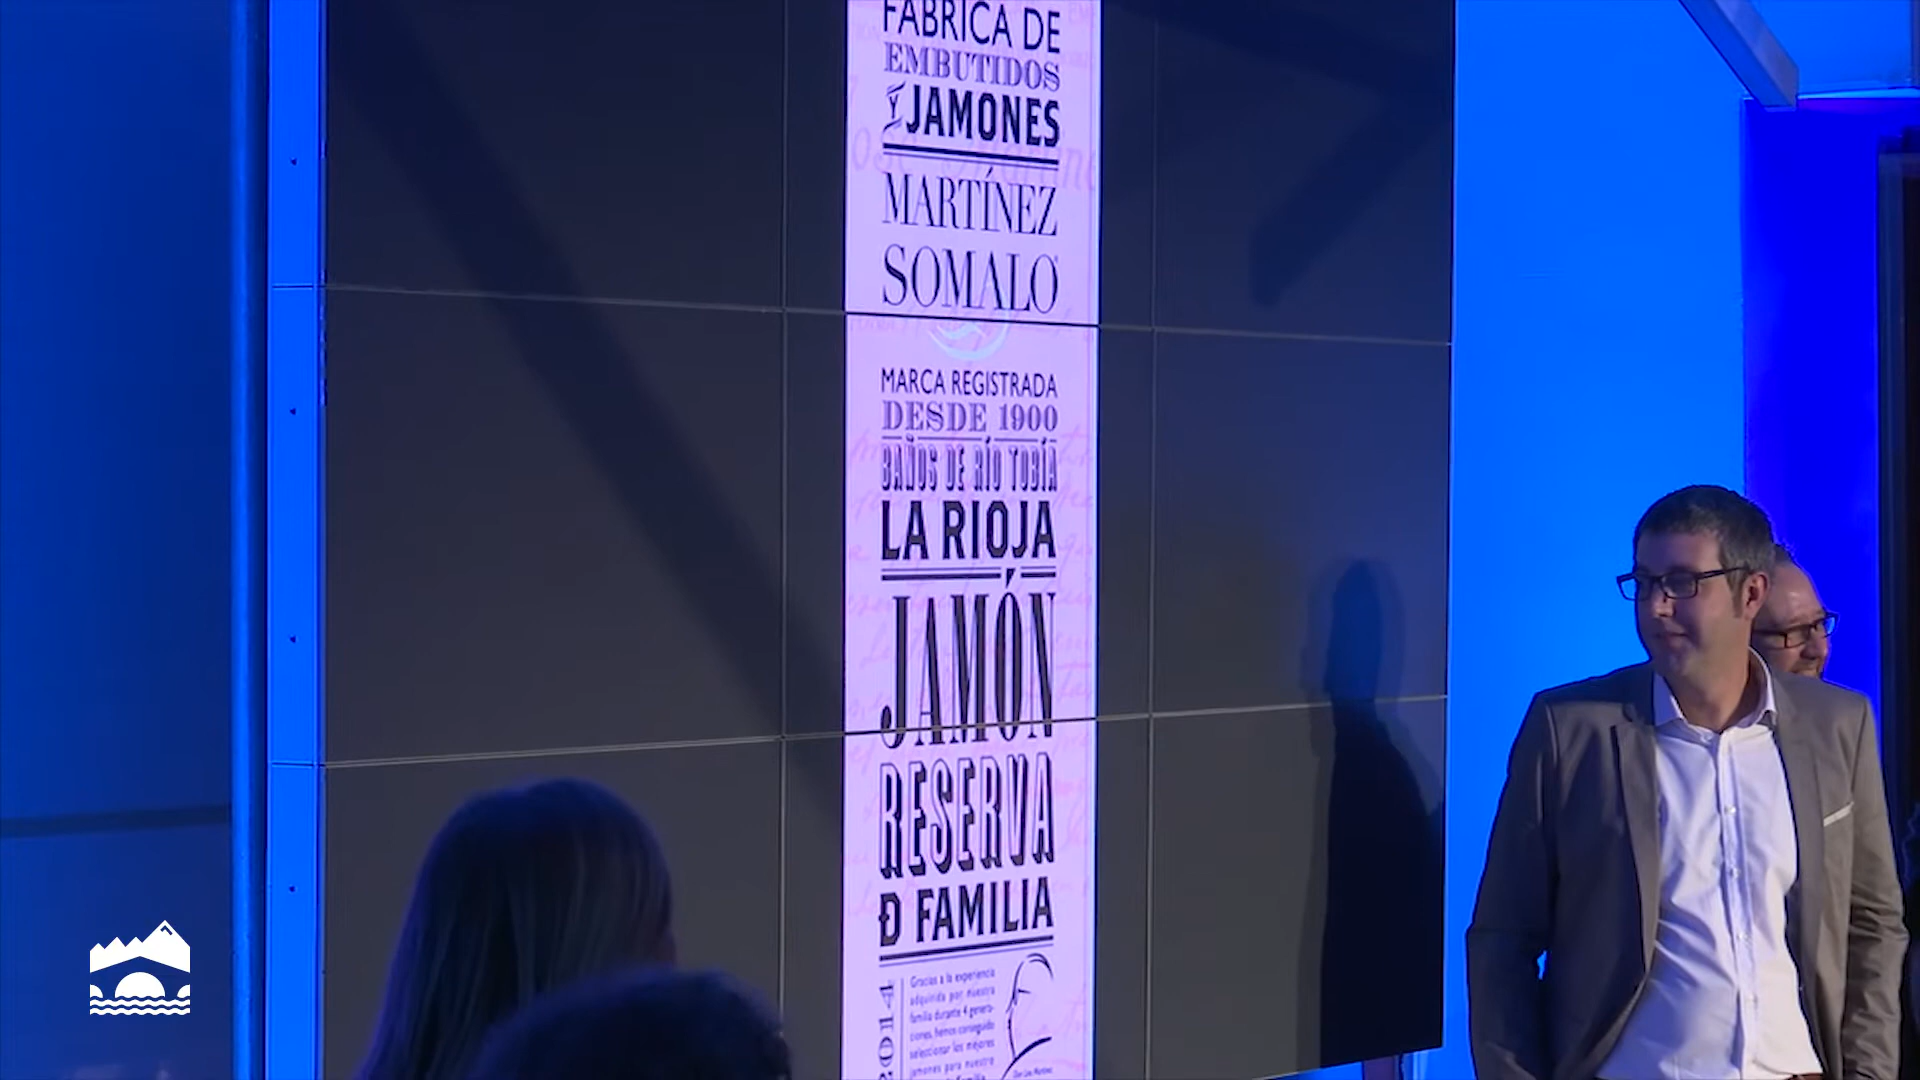 FÁBRICA DE
EMBUTIDOS
Y JAMONES
MARTÍNEZ
SOMALO
MARCA REGISTRADA
DESDE 1900
BAÑOS DE RÍO TOBÍA
LA RIOJA
JAMÓN
RESERVA
Đ FAMILIA
2014
Gracias a la experiencia
adquirida por nuestra
familia durante 4 genera-
ciones, hemos conseguido
seleccionar los mejores
jamones para nuestro